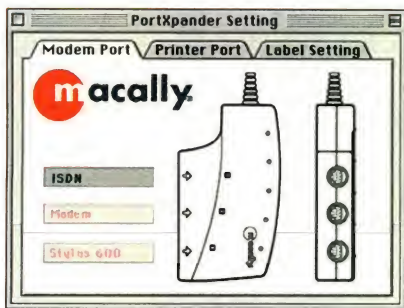 PortXpander Setting
Modem Port Printer Port Label Setting
macally.
ISDN
Modem
Stylus 600